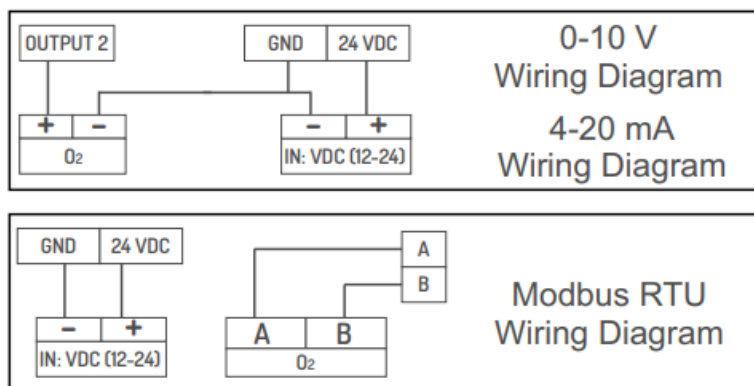 OUTPUT 2 GND 24 VDC
+ - - +
O2 IN: VDC (12-24)
0-10 V
Wiring Diagram
4-20 mA
Wiring Diagram
GND 24 VDC
- +
IN: VDC (12-24)
A
B
A B
O2
Modbus RTU
Wiring Diagram